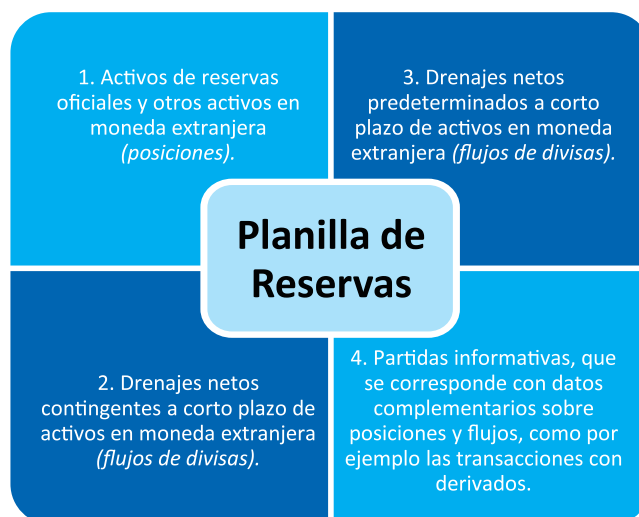 1. Activos de reservas
oficiales y otros activos en
moneda extranjera
(posiciones).
3. Drenajes netos
predeterminados a corto
plazo de activos en moneda
extranjera (flujos de divisas).
Planilla de
Reservas
2. Drenajes netos
contingentes a corto plazo de
activos en moneda extranjera
(flujos de divisas).
4. Partidas informativas, que
se corresponde con datos
complementarios sobre
posiciones y flujos, como por
ejemplo las transacciones con
derivados.